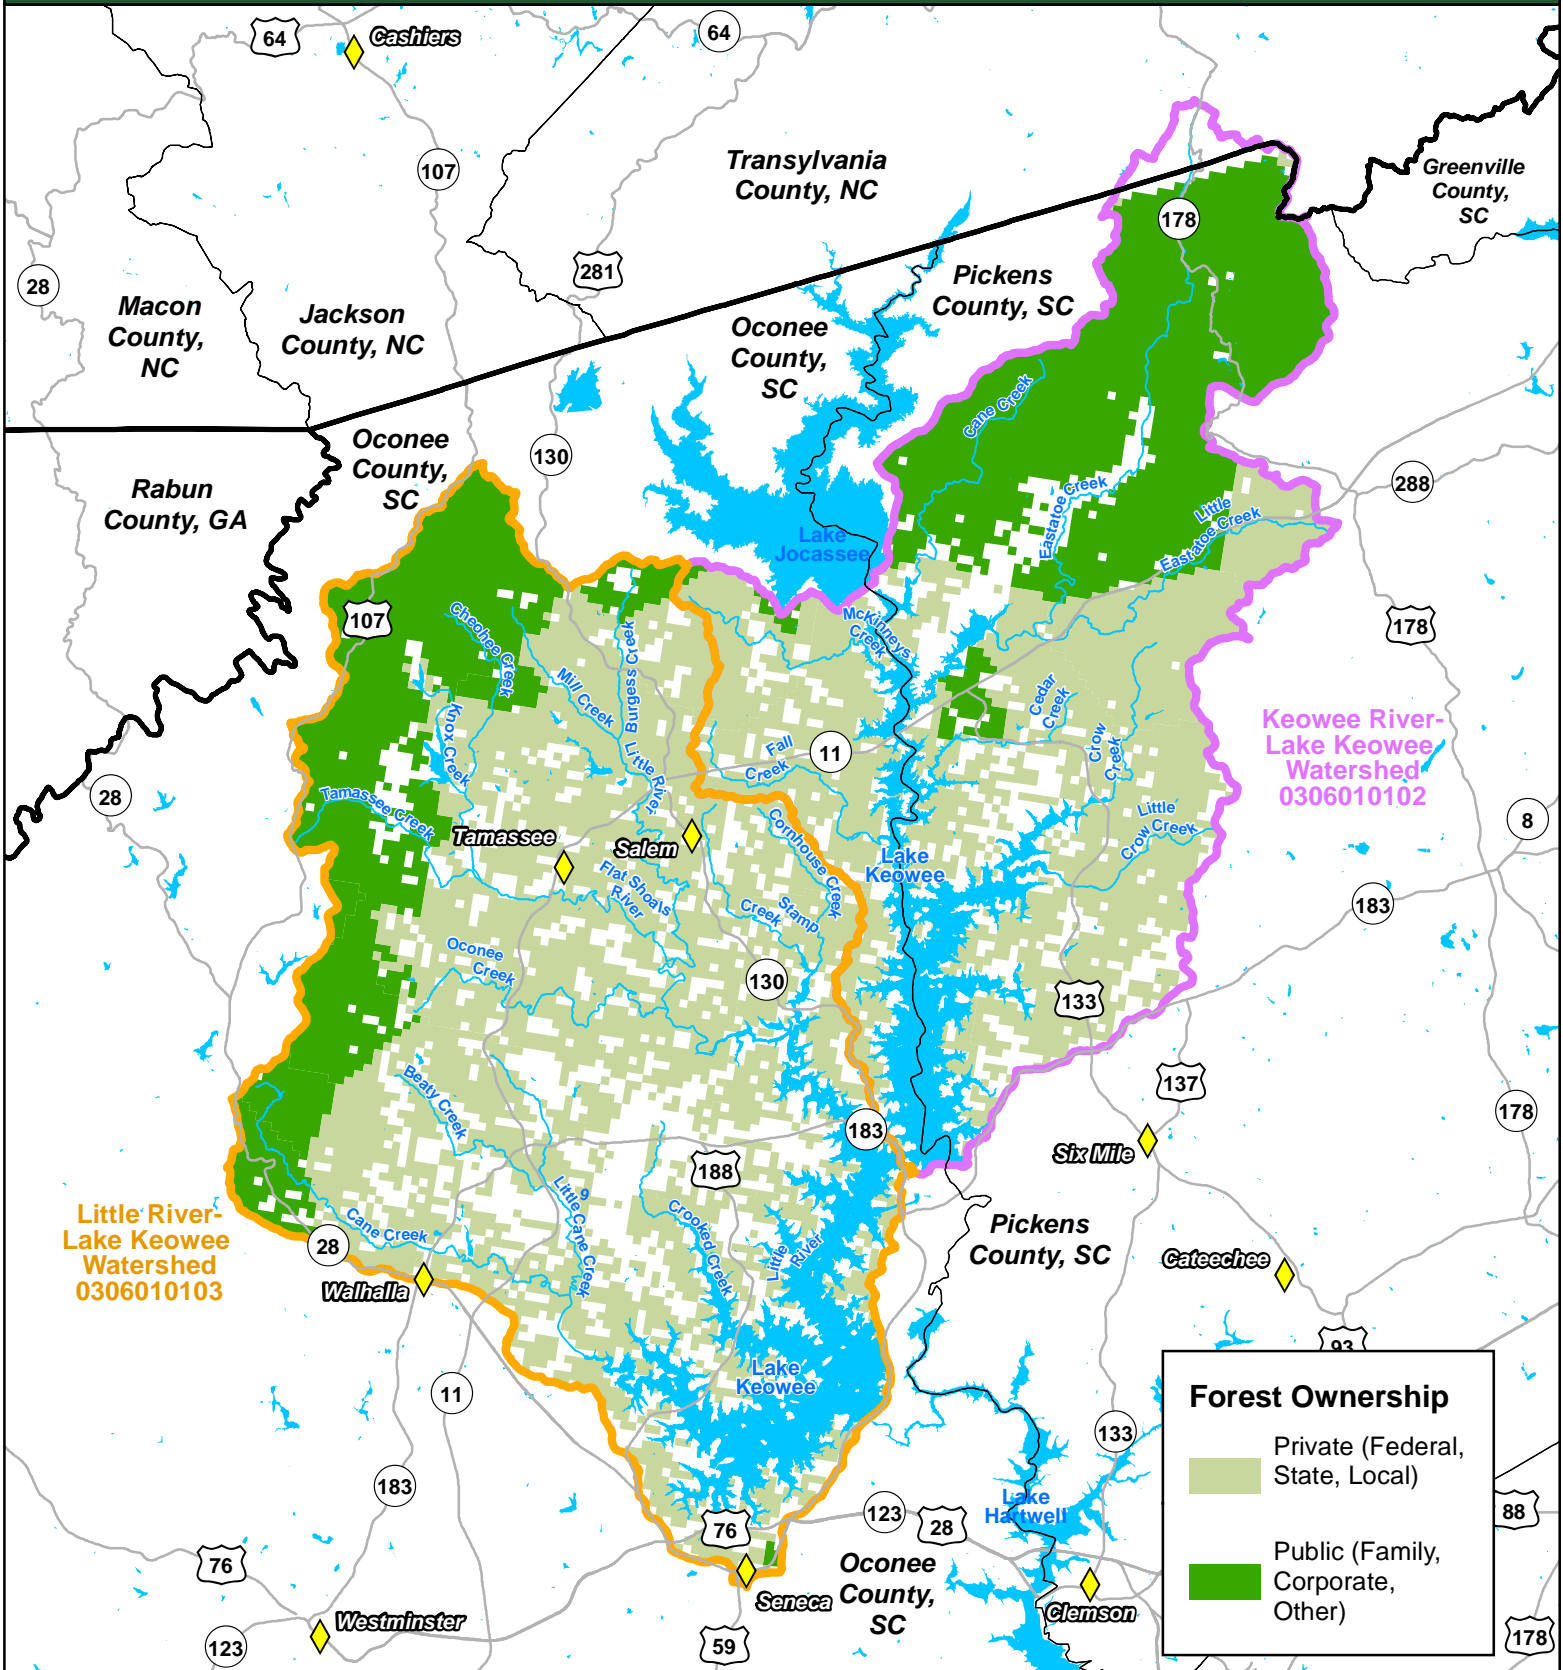 64
Cashiers
64
107
Transylvania
County, NC
Greenville
County,
SC
178
28
281
Pickens
County, SC
Macon
County,
NC
Jackson
County, NC
Oconee
County,
SC
Cane Creek
Oconee
County,
SC
130
288
Rabun
County, GA
Eastatoe Creek
Little
Eastatoe Creek
Lake
Jocassee
107
Cheohee Creek
Burgess Creek
McKinneys
Creek
178
Mill Creek
Knox Creek
Cedar
Creek
Crow
Creek
Keowee River-
Lake Keowee
Watershed
0306010102
Fall
Creek
11
Little River
28
Tamassee Creek
Tamassee
Salem
Cornhouse Creek
Little
Crow Creek
8
Lake
Keowee
Flat Shoals
River
Stamp
Creek
183
Oconee
Creek
130
133
Beaty Creek
137
178
183
Six Mile
188
Little Cane Creek
9
Crooked Creek
Little River-
Lake Keowee
Watershed
0306010103
Cane Creek
28
Little
River
Pickens
County, SC
Cateechee
Walhalla
93
Lake
Keowee
11
Forest Ownership
Private (Federal,
State, Local)
133
183
Lake
Hartwell
123
28
76
88
76
Oconee
County,
SC
Public (Family,
Corporate,
Other)
Seneca
Clemson
Westminster
123
59
178